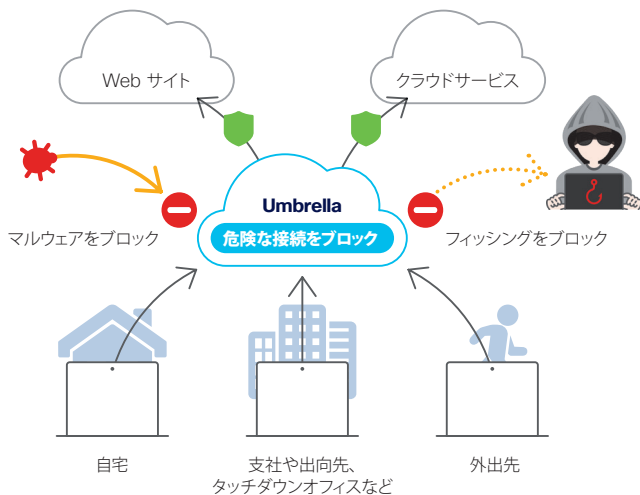 Web サイト
クラウドサービス
Umbrella
危険な接続をブロック
マルウェアをブロック
フィッシングをブロック
自宅
支社や出向先、
タッチダウンオフィスなど
外出先